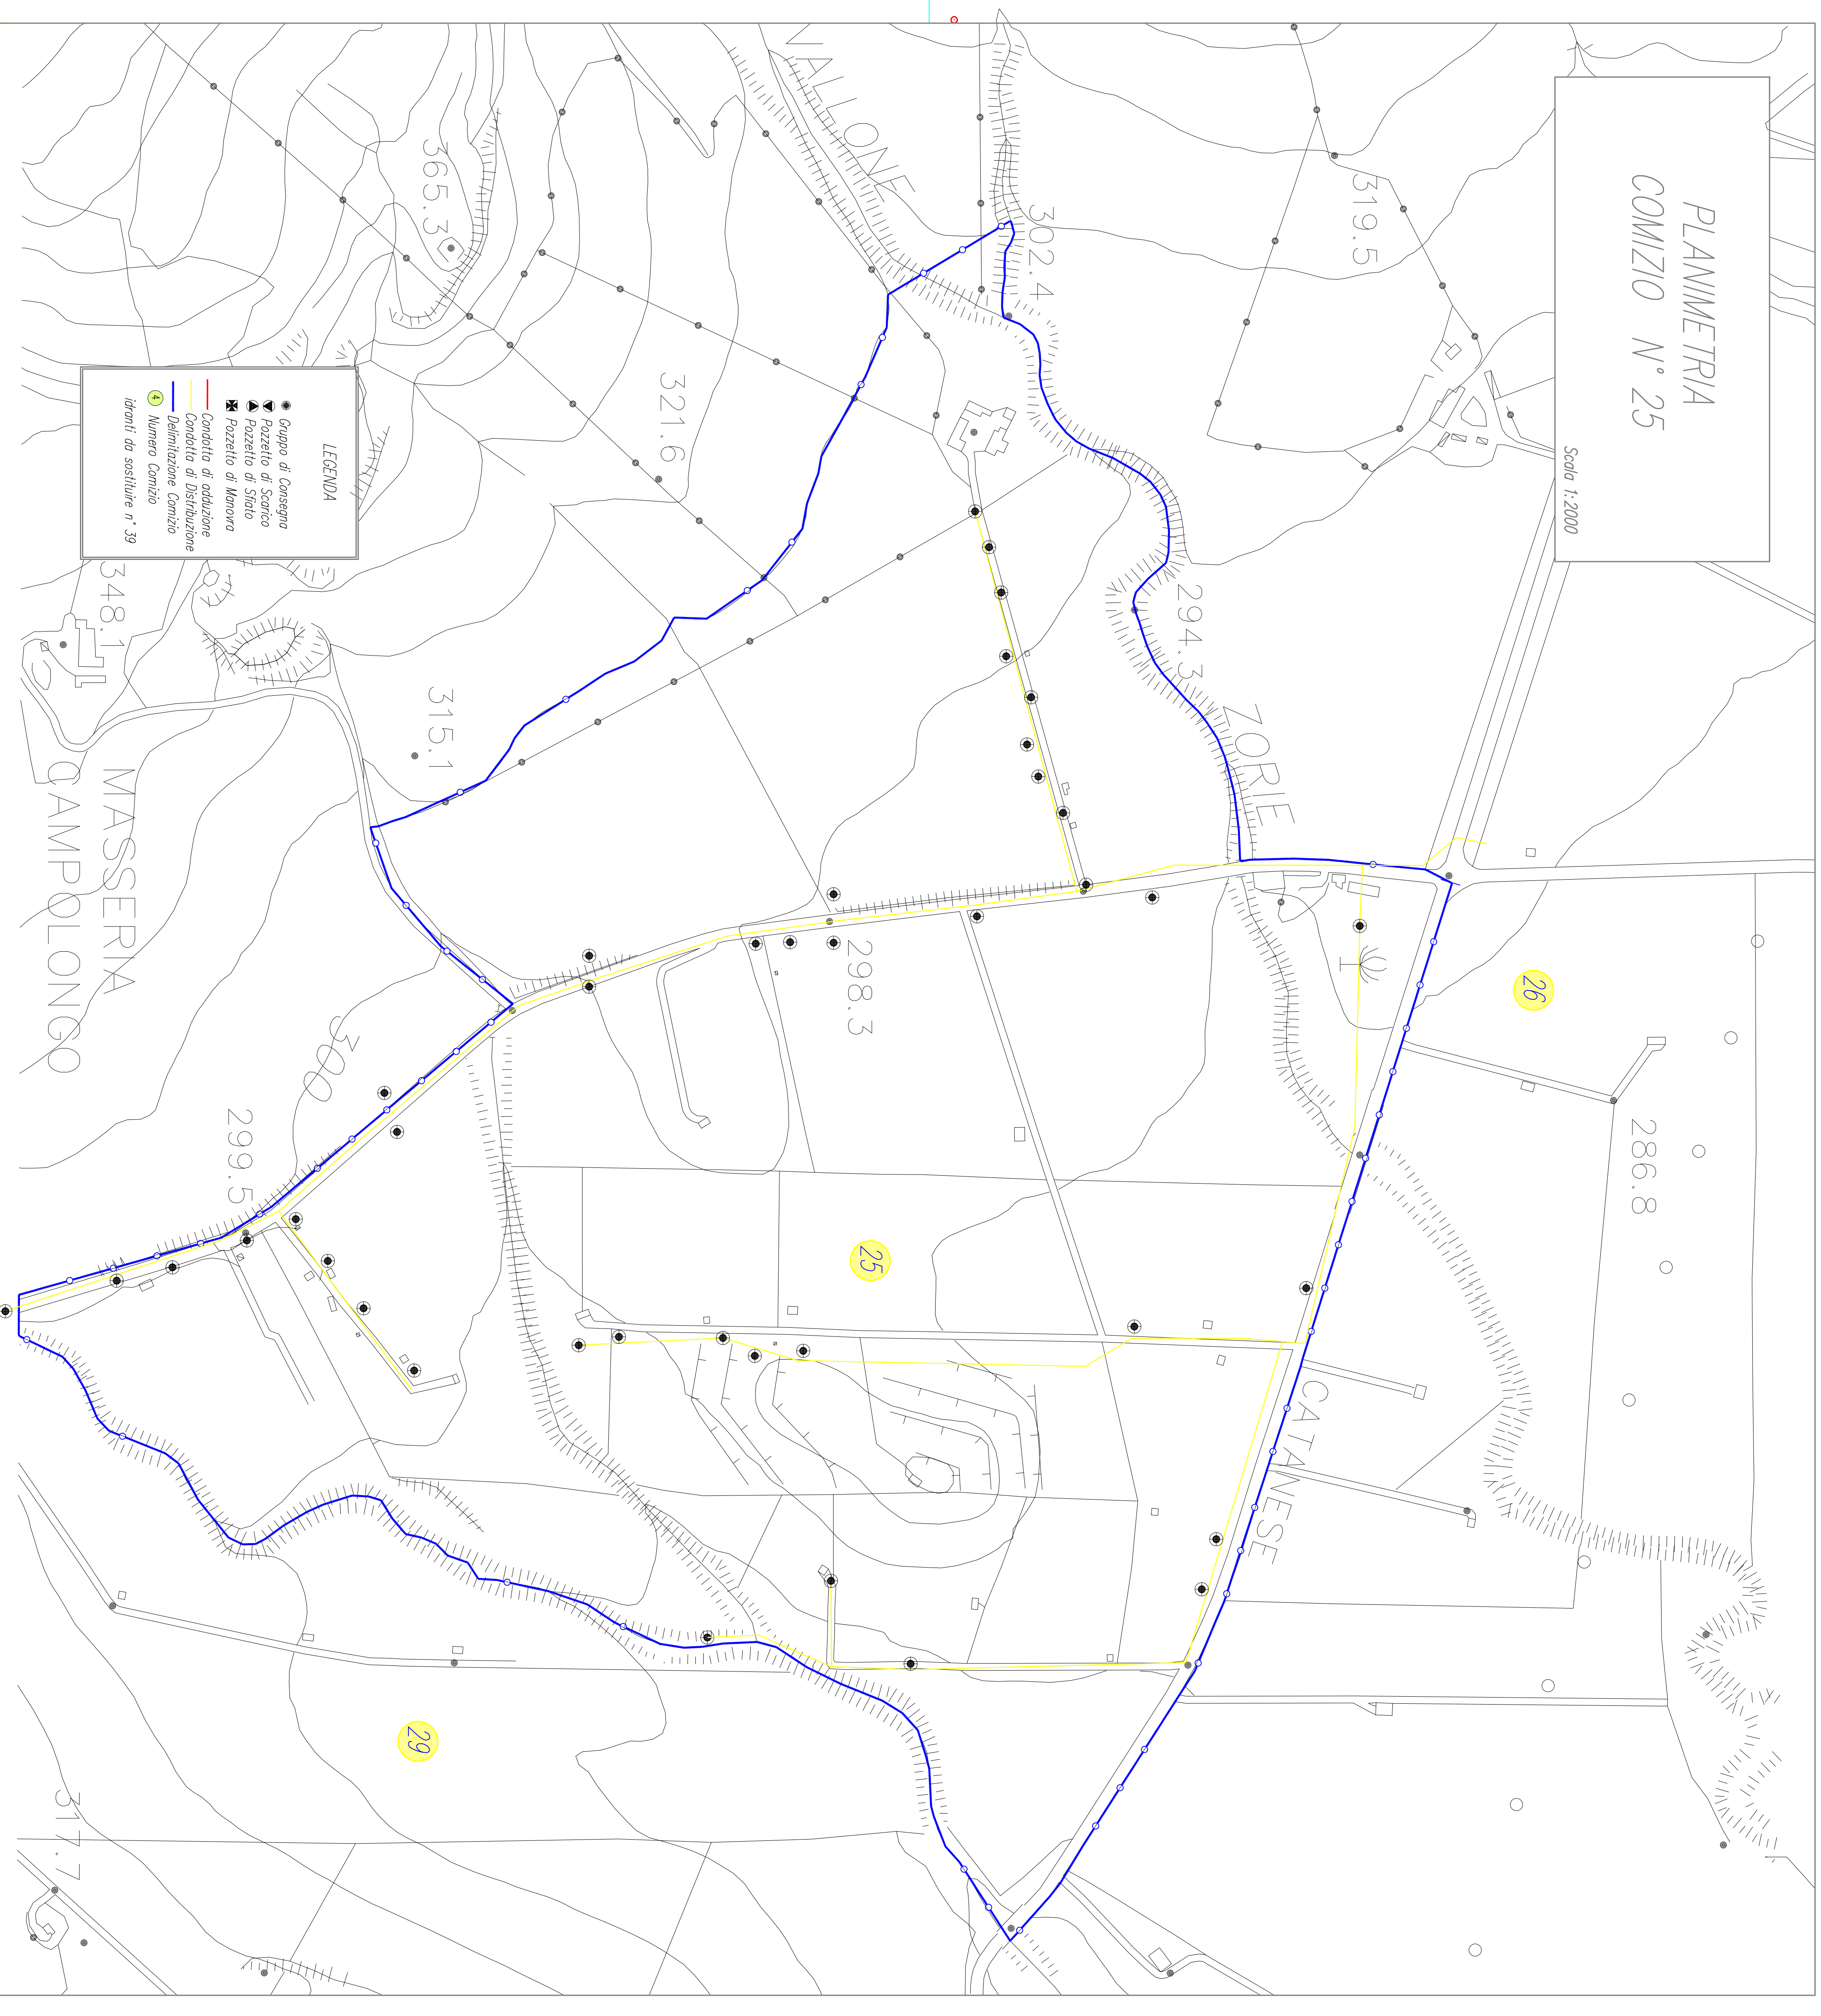 PLANIMETRIA
COMIZIO N° 25
Scala 1:2000
319.5
302.4
VALLONE
365.3
321.6
294.3
ZORIE
LEGENDA
Gruppo di Consegna
Pozzetto di Scarico
Pozzetto di Sfiato
Pozzetto di Manovra
Condotta di adduzione
Condotta di Distribuzione
Delimitazione Comizio
4 Numero Comizio
idranti da sostituire n° 39
348.1
315.1
MASSERIA
CAMPOLONGO
298.3
300
299.5
26
286.8
25
CATANESE
29
317.7